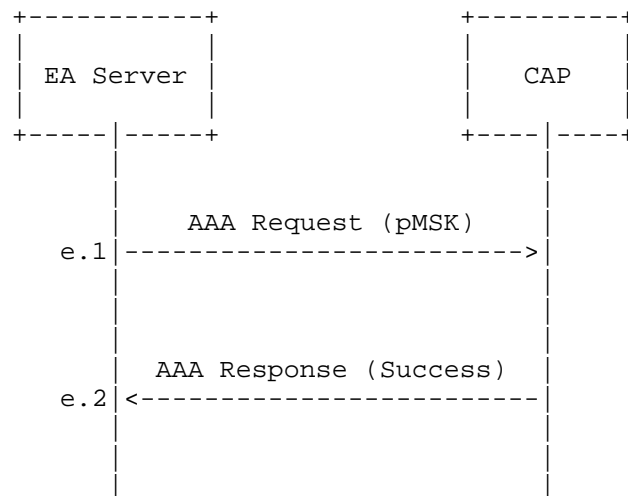 EA Server CAP
AAA Request (pMSK)
e.1
AAA Response (Success)
e.2